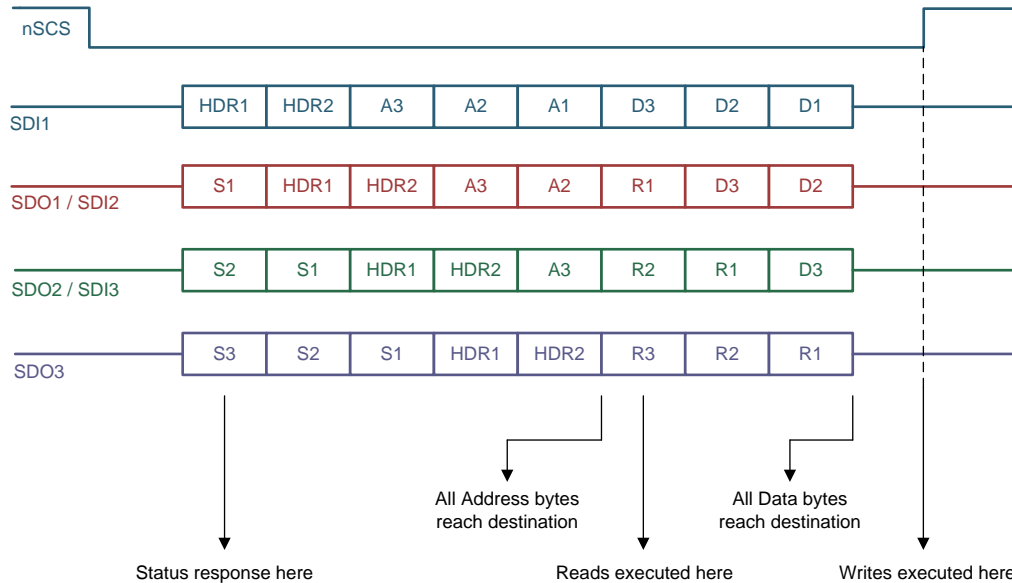 nSCS
HDR1 HDR2 A3 A2 A1 D3 D2 D1
SDI1
S1 HDR1 HDR2 A3 A2 R1 D3 D2
SDO1 / SDI2
S2 S1 HDR1 HDR2 A3 R2 R1 D3
SDO2 / SDI3
S3 S2 S1 HDR1 HDR2 R3 R2 R1
SDO3
All Address bytes
reach destination
All Data bytes
reach destination
Status response here
Reads executed here
Writes executed here